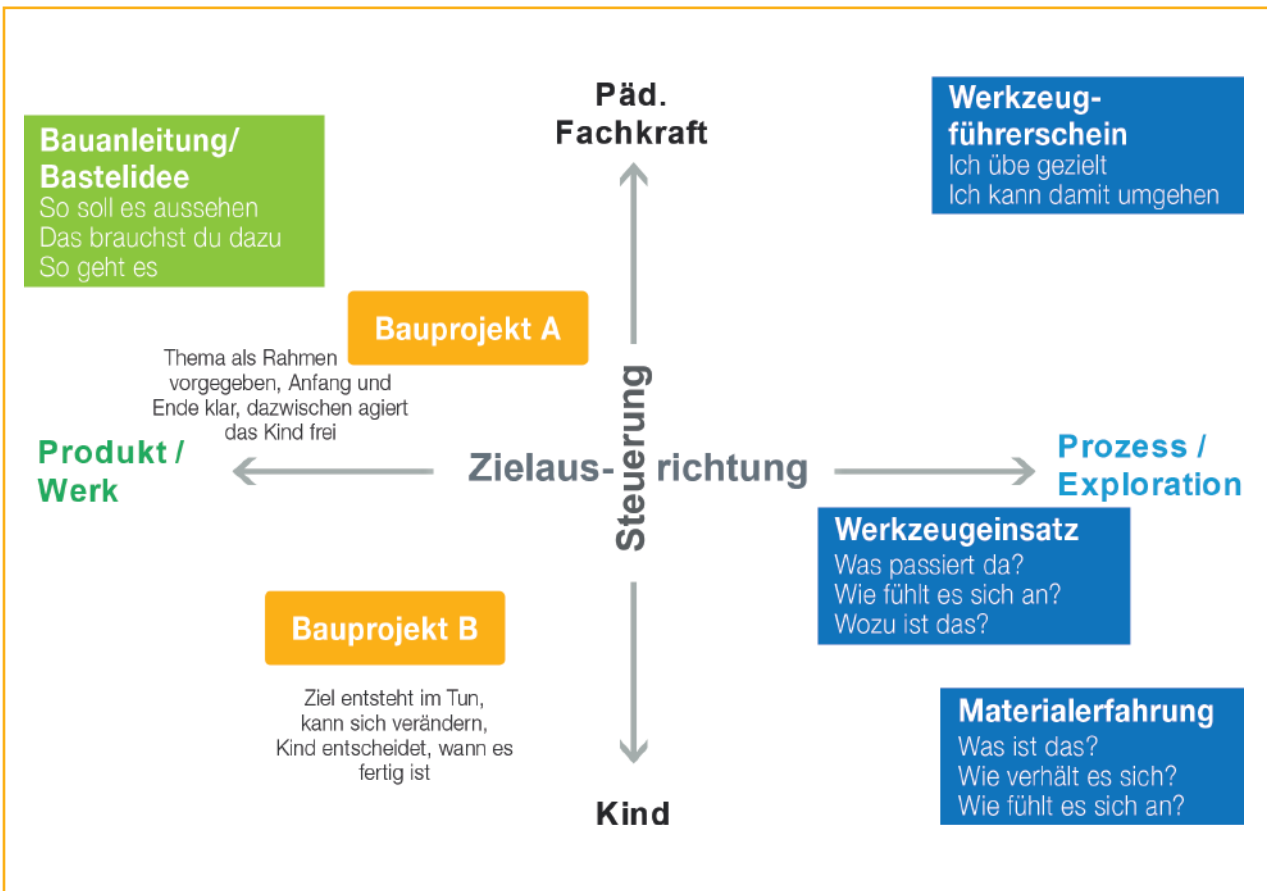 Päd.
Fachkraft
Werkzeug-
führerschein
Ich übe gezielt
Ich kann damit umgehen
Bauanleitung/
Bastelidee
So soll es aussehen
Das brauchst du dazu
So geht es
Bauprojekt A
Thema als Rahmen
vorgegeben, Anfang und
Ende klar, dazwischen agiert
das Kind frei
Produkt /
Werk
Zielaus- richtung
Steuerung
Prozess /
Exploration
Werkzeugeinsatz
Was passiert da?
Wie fühlt es sich an?
Wozu ist das?
Bauprojekt B
Ziel entsteht im Tun,
kann sich verändern,
Kind entscheidet, wann es
fertig ist
Materialerfahrung
Was ist das?
Wie verhält es sich?
Wie fühlt es sich an?
Kind